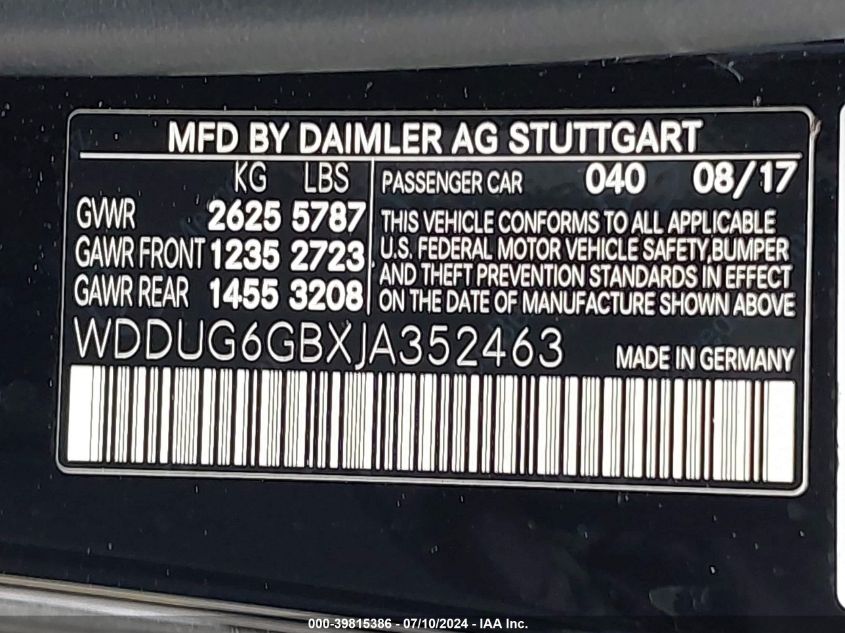 MFD BY DAIMLER AG STUTTGART
KG LBS
GVWR 2625 5787
GAWR FRONT 1235 2723
GAWR REAR 1455 3208
PASSENGER CAR 040 08/17
THIS VEHICLE CONFORMS TO ALL APPLICABLE
U.S. FEDERAL MOTOR VEHICLE SAFETY,BUMPER
AND THEFT PREVENTION STANDARDS IN EFFECT
ON THE DATE OF MANUFACTURE SHOWN ABOVE
WDDUG6GBXJA352463
MADE IN GERMANY
000-39815386 - 07/10/2024 - IAA Inc.